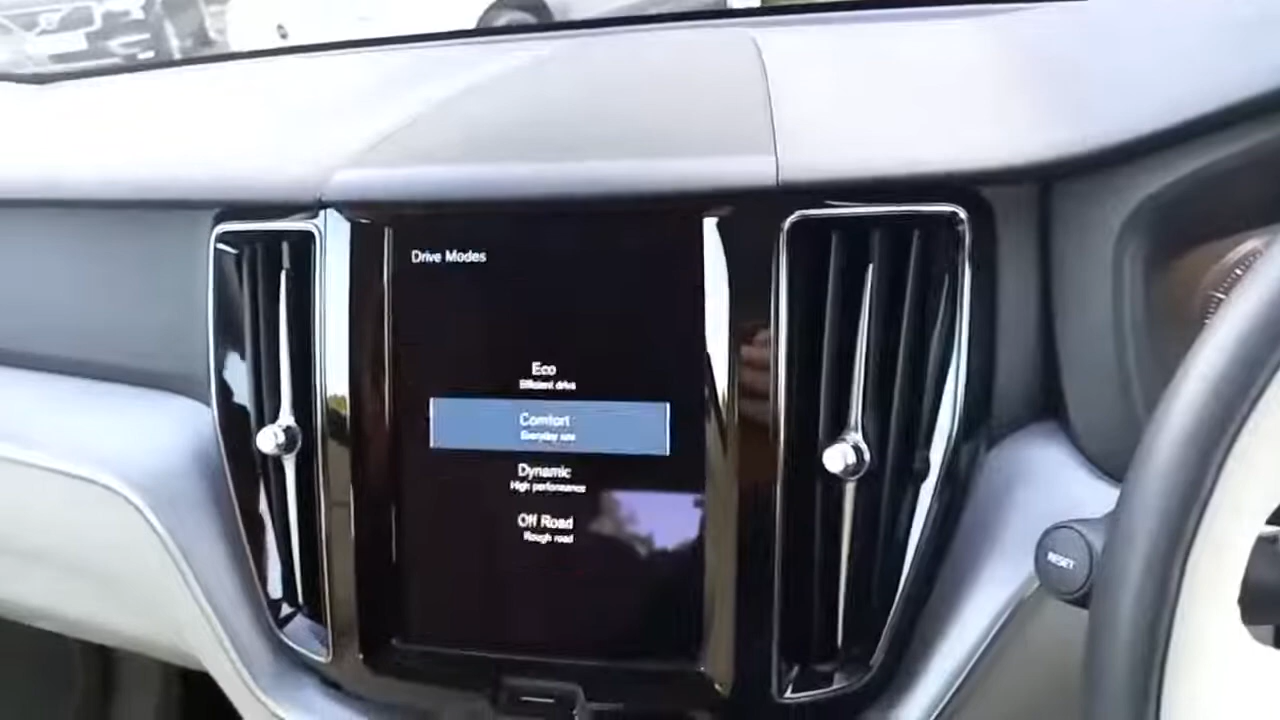 Drive Modes
Eco
Efficient drive
Comfort
Everyday use
Dynamic
High performance
Off Road
Rough road
RESET